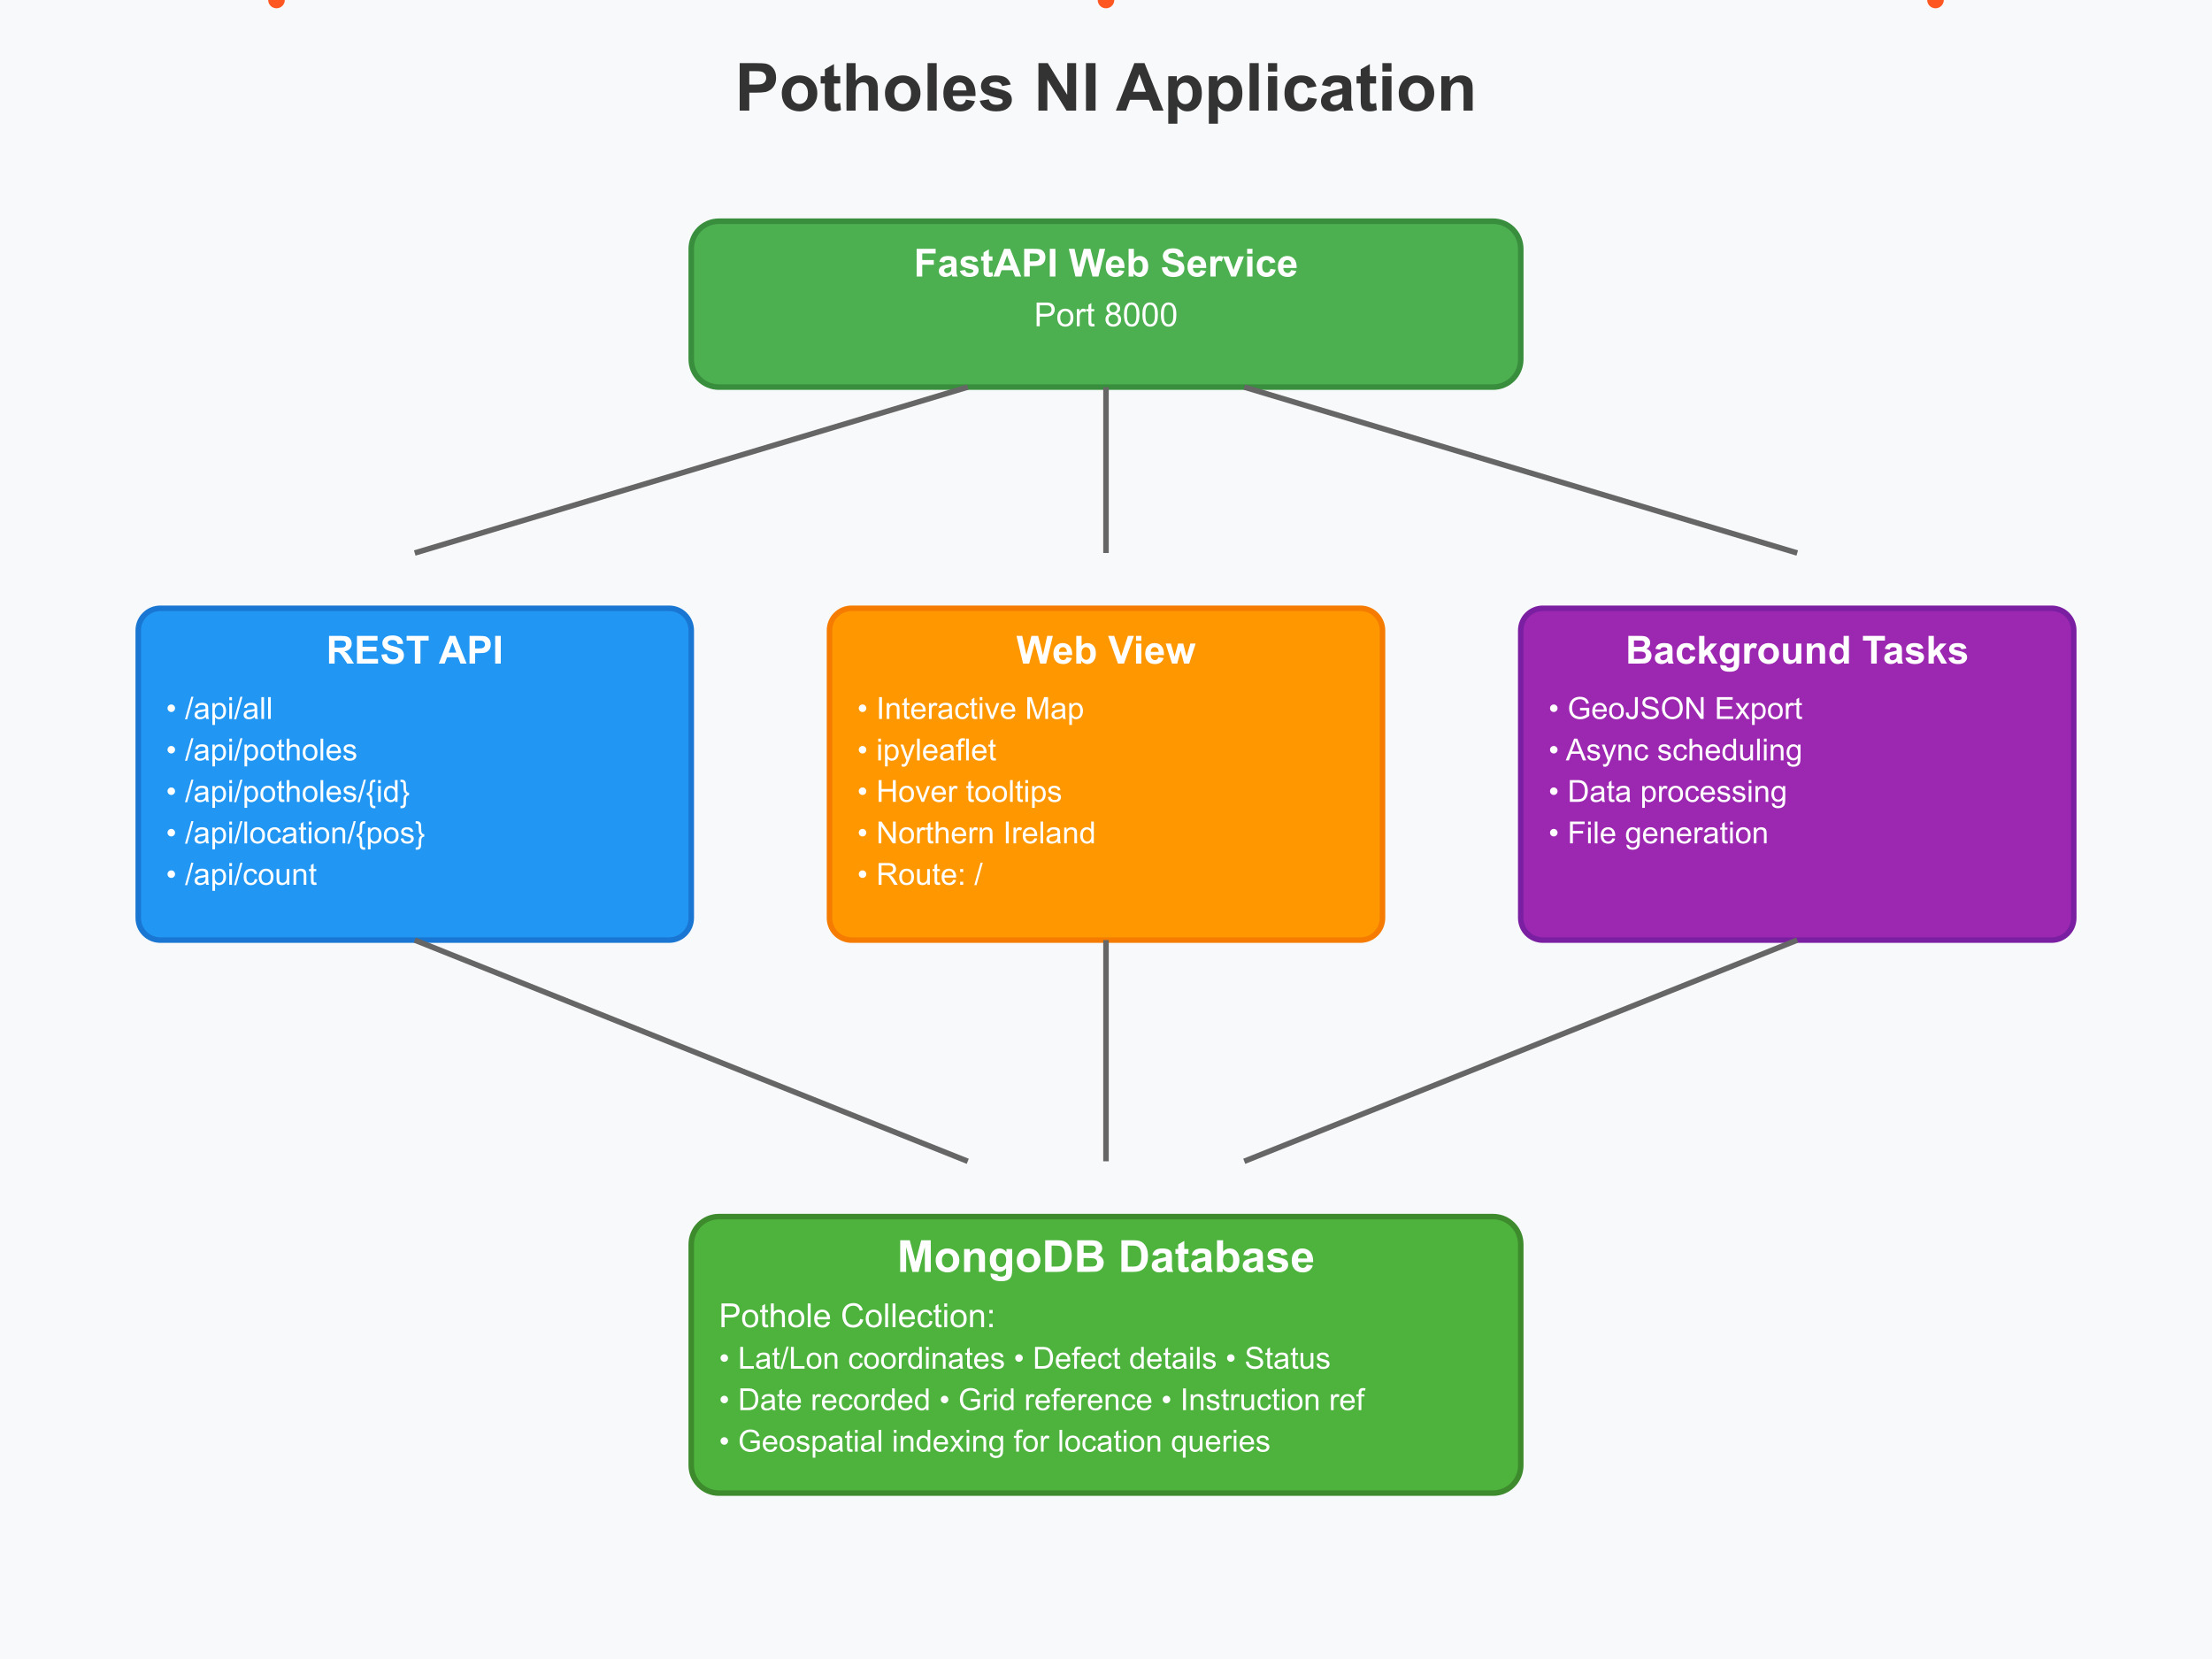 Potholes NI Application
FastAPI Web Service
Port 8000
REST API
• /api/all
• /api/potholes
• /api/potholes/{id}
• /api/location/{pos}
• /api/count
Web View
• Interactive Map
• ipyleaflet
• Hover tooltips
• Northern Ireland
• Route: /
Background Tasks
• GeoJSON Export
• Async scheduling
• Data processing
• File generation
MongoDB Database
Pothole Collection:
• Lat/Lon coordinates • Defect details • Status
• Date recorded • Grid reference • Instruction ref
• Geospatial indexing for location queries